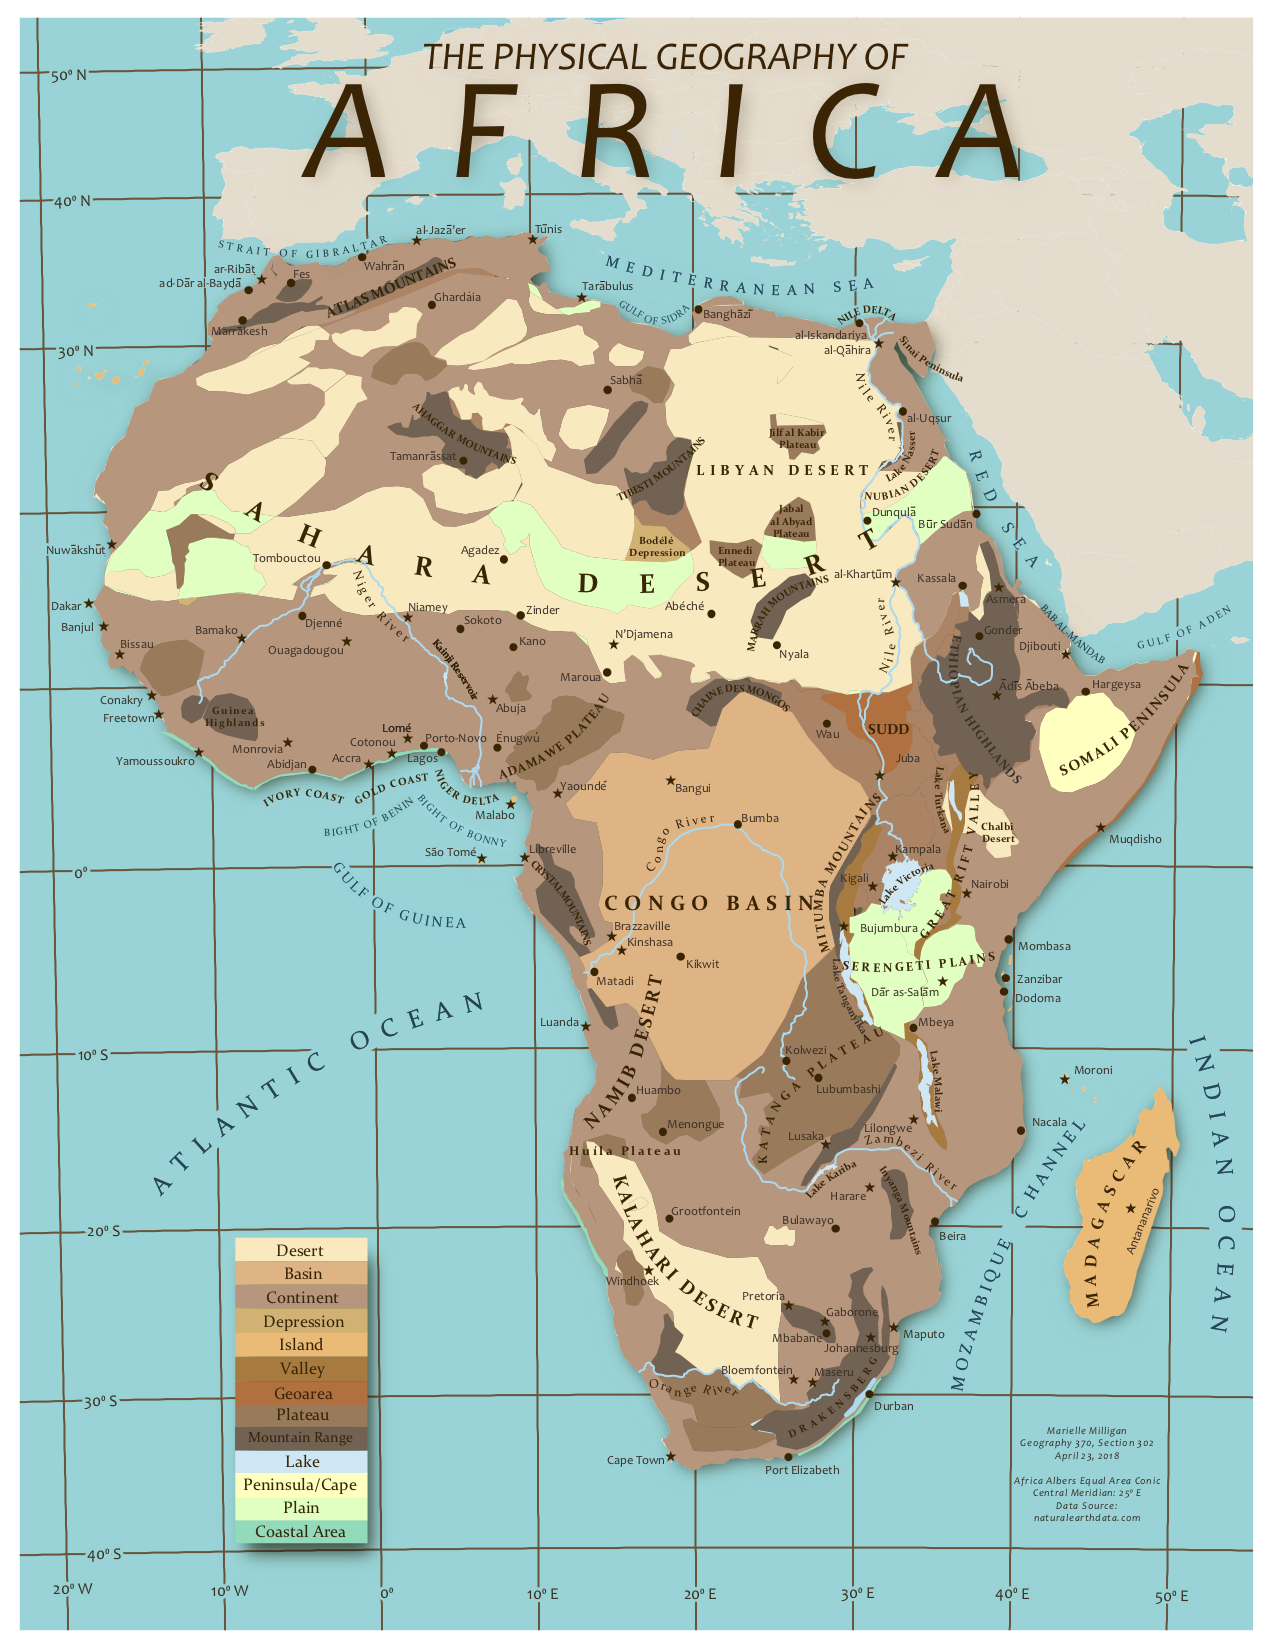 THE PHYSICAL GEOGRAPHY OF
AFRICA
50° N
40° N
30° N
0°
10° S
20° S
30° S
40° S
20° W
10° W
0°
10° E
20° E
30° E
40° E
50° E
STRAIT OF GIBRALTAR
al-Jazā'er
Tūnis
ar-Ribāṭ
Fes
Wahrān
ad-Dār al-Bayḍā
ATLAS MOUNTAINS
Ghardaia
Marrakesh
MEDITERRANEAN SEA
Tarābulus
GULF OF SIDRA
Banghāzī
NILE DELTA
al-Iskandariya
al-Qāhira
Sinai Peninsula
Nile River
al-Uqsur
Sabhā
AHAGGAR MOUNTAINS
Tamanrāssat
TIBESTI MOUNTAINS
Jilf al Kabir
Plateau
LIBYAN DESERT
Lake Nasser
NUBIAN DESERT
RED SEA
SAHARA DESERT
Jabal
al Abyad
Plateau
Dunqulā
Būr Sudān
Bodélé
Depression
Ennedi
Plateau
Nuwākshūt
Tombouctou
Agadez
al-Kharṭūm
Kassala
Asmera
Niger River
Dakar
Banjul
Bissau
Bamako
Djenné
Ouagadougou
Niamey
Sokoto
Zinder
Kano
N'Djamena
Abéché
MARRAH MOUNTAINS
Nyala
Nile River
Gonder
Djibouti
BAB AL-MANDAB
GULF OF ADEN
Kainji Reservoir
Maroua
Conakry
Freetown
Guinea
Highlands
Abuja
CHAINE DES MONGOS
Wau
SUDD
ETHIOPIAN HIGHLANDS
Ādīs Ābeba
Hargeysa
SOMALI PENINSULA
Monrovia
Yamoussoukro
Abidjan
Accra
Cotonou
Lomé
Porto-Novo
Lagos
Énugwú
ADAMAWE PLATEAU
IVORY COAST
GOLD COAST
NIGER DELTA
BIGHT OF BENIN
BIGHT OF BONNY
Malabo
Yaoundé
Bangui
Juba
Lake Turkana
Chalbi
Desert
Muqdisho
São Tomé
Libreville
Congo River
Bumba
MITUMBA MOUNTAINS
Kampala
Lake Victoria
Kigali
GREAT RIFT VALLEY
Nairobi
GULF OF GUINEA
CRYSTAL MOUNTAINS
CONGO BASIN
Brazzaville
Kinshasa
Kikwit
Matadi
Bujumbura
SERENGETI PLAINS
Mombasa
Zanzibar
Dodoma
Dār as-Salām
Lake Tanganyika
Mbeya
Luanda
ATLANTIC OCEAN
NAMIB DESERT
Huambo
Menongue
Kolwezi
Lubumbashi
KATANGA PLATEAU
Lake Malawi
Moroni
Nacala
INDIAN OCEAN
Lilongwe
Lusaka
Zambezi River
Lake Kariba
Huila Plateau
MOZAMBIQUE CHANNEL
MADAGASCAR
Antananarivo
Harare
Inyanga Mountains
Grootfontein
Bulawayo
Beira
KALAHARI DESERT
Windhoek
Pretoria
Gaborone
Mbabane
Johannesburg
Maputo
Bloemfontein
Maseru
Orange River
DRAKENSBERG
Durban
Cape Town
Port Elizabeth
Desert
Basin
Continent
Depression
Island
Valley
Geoarea
Plateau
Mountain Range
Lake
Peninsula/Cape
Plain
Coastal Area
Marielle Milligan
Geography 370, Section 302
April 23, 2018
Africa Albers Equal Area Conic
Central Meridian: 25° E
Data Source:
naturalearthdata.com